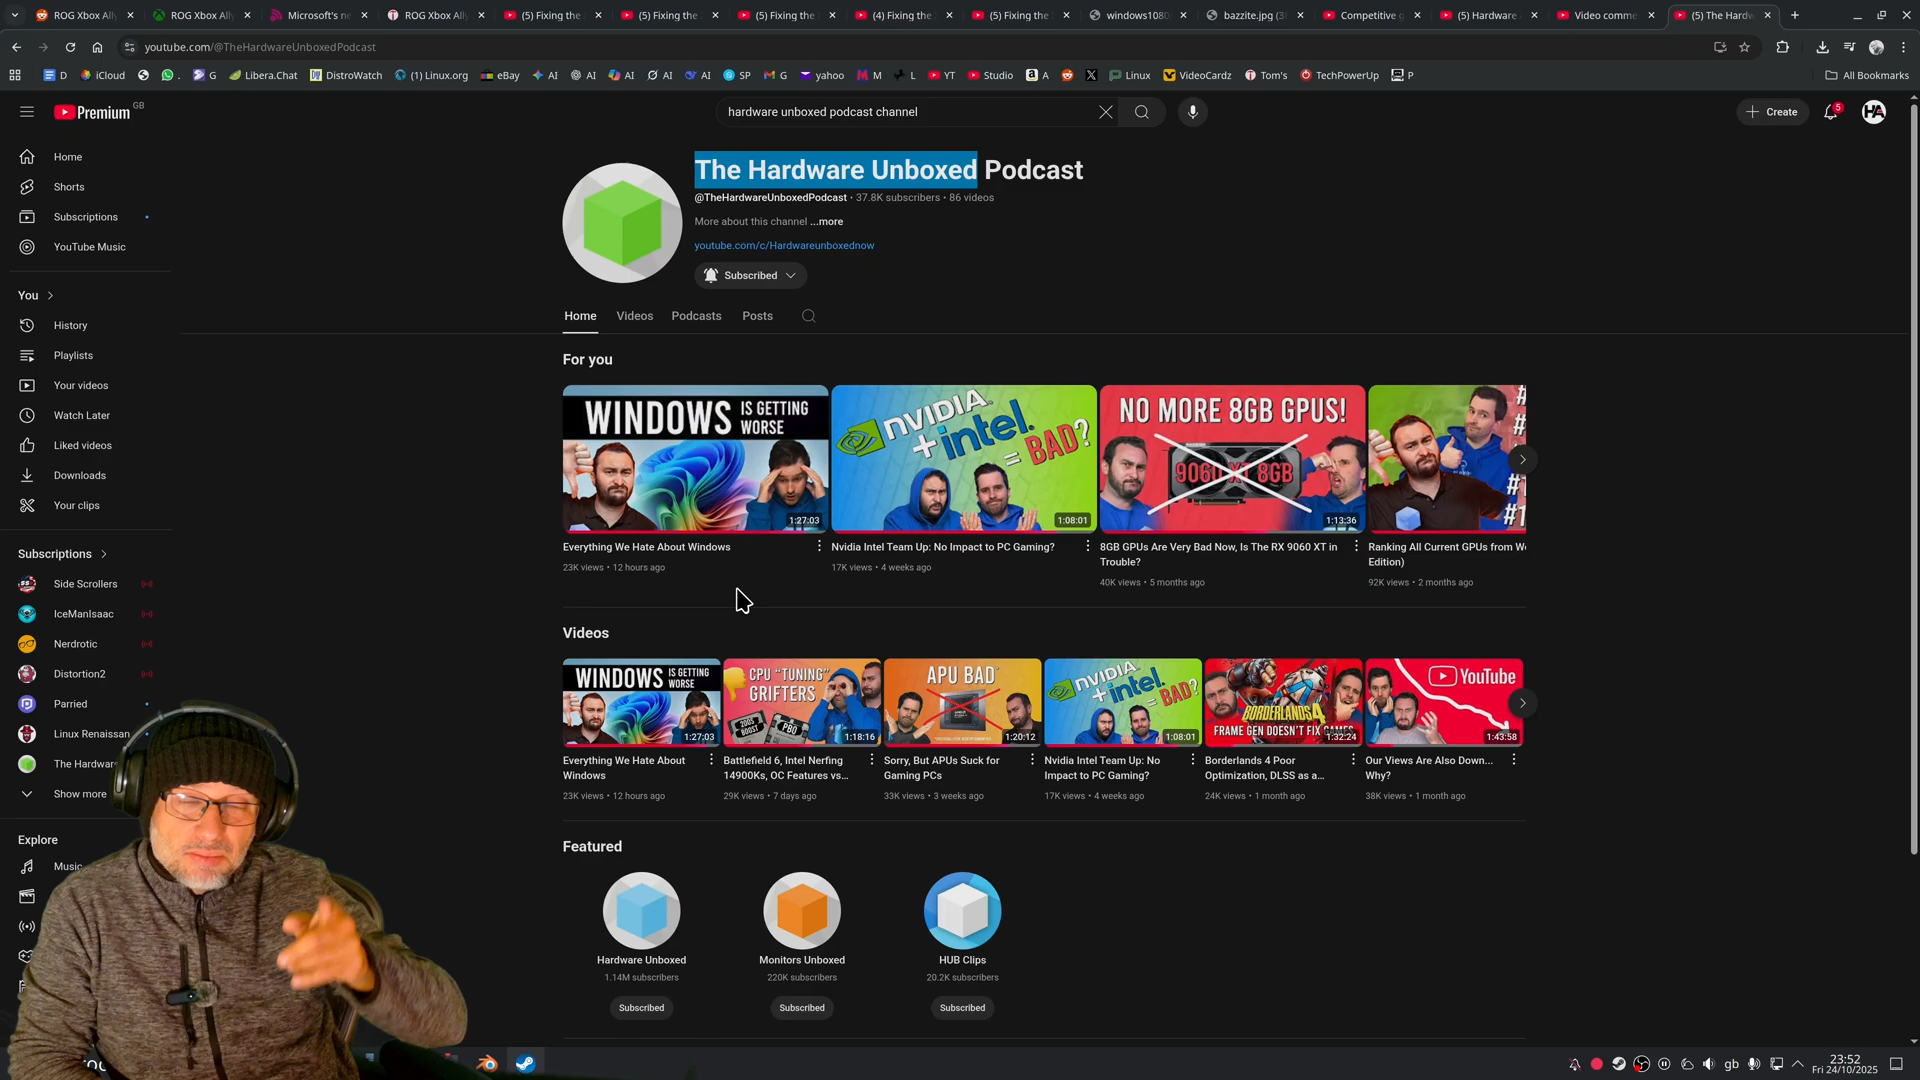 ROG Xbox Ally
ROG Xbox Ally
Microsoft's ne
ROG Xbox Ally
(5) Fixing the
(5) Fixing the
(5) Fixing the
(4) Fixing the
(5) Fixing the
windows1080
bazzite.jpg (3
Competitive g
(5) Hardware
Video comme
(5) The Hardw
youtube.com/@TheHardwareUnboxedPodcast
D
iCloud
G
Libera.Chat
DistroWatch
(1) Linux.org
eBay
AI
AI
AI
AI
AI
SP
G
yahoo
M
L
YT
Studio
A
Linux
VideoCardz
Tom's
TechPowerUp
P
All Bookmarks
Premium GB
hardware unboxed podcast channel
Create
5
HA
Home
Shorts
Subscriptions
YouTube Music
You
History
Playlists
Your videos
Watch Later
Liked videos
Downloads
Your clips
Subscriptions
Side Scrollers
IceManIsaac
Nerdrotic
Distortion2
Parried
Linux Renaissan
The Hardwar
Show more
Explore
Music
The Hardware Unboxed Podcast
@TheHardwareUnboxedPodcast • 37.8K subscribers • 86 videos
More about this channel ...more
youtube.com/c/Hardwareunboxednow
Subscribed
Home Videos Podcasts Posts
For you
WINDOWS IS GETTING WORSE
1:27:03
Everything We Hate About Windows
23K views • 12 hours ago
NVIDIA + intel. = BAD?
1:08:01
Nvidia Intel Team Up: No Impact to PC Gaming?
17K views • 4 weeks ago
NO MORE 8GB GPUS!
9060 XT 8GB
1:13:36
8GB GPUs Are Very Bad Now, Is The RX 9060 XT in
Trouble?
40K views • 5 months ago
Ranking All Current GPUs from Wo
Edition)
92K views • 2 months ago
Videos
WINDOWS IS GETTING WORSE
1:27:03
Everything We Hate About
Windows
23K views • 12 hours ago
CPU "TUNING"
GRIFTERS
200S BOOST
PBO
1:18:16
Battlefield 6, Intel Nerfing
14900Ks, OC Features vs...
29K views • 7 days ago
APU BAD
1:20:12
Sorry, But APUs Suck for
Gaming PCs
33K views • 3 weeks ago
NVIDIA + intel. = BAD?
1:08:01
Nvidia Intel Team Up: No
Impact to PC Gaming?
17K views • 4 weeks ago
BORDERLANDS 4
FRAME GEN DOESN'T FIX GAMES
1:32:24
Borderlands 4 Poor
Optimization, DLSS as a...
24K views • 1 month ago
YouTube
1:43:58
Our Views Are Also Down...
Why?
38K views • 1 month ago
Featured
Hardware Unboxed
1.14M subscribers
Subscribed
Monitors Unboxed
220K subscribers
Subscribed
HUB Clips
20.2K subscribers
Subscribed
gb
23:52
Fri 24/10/2025